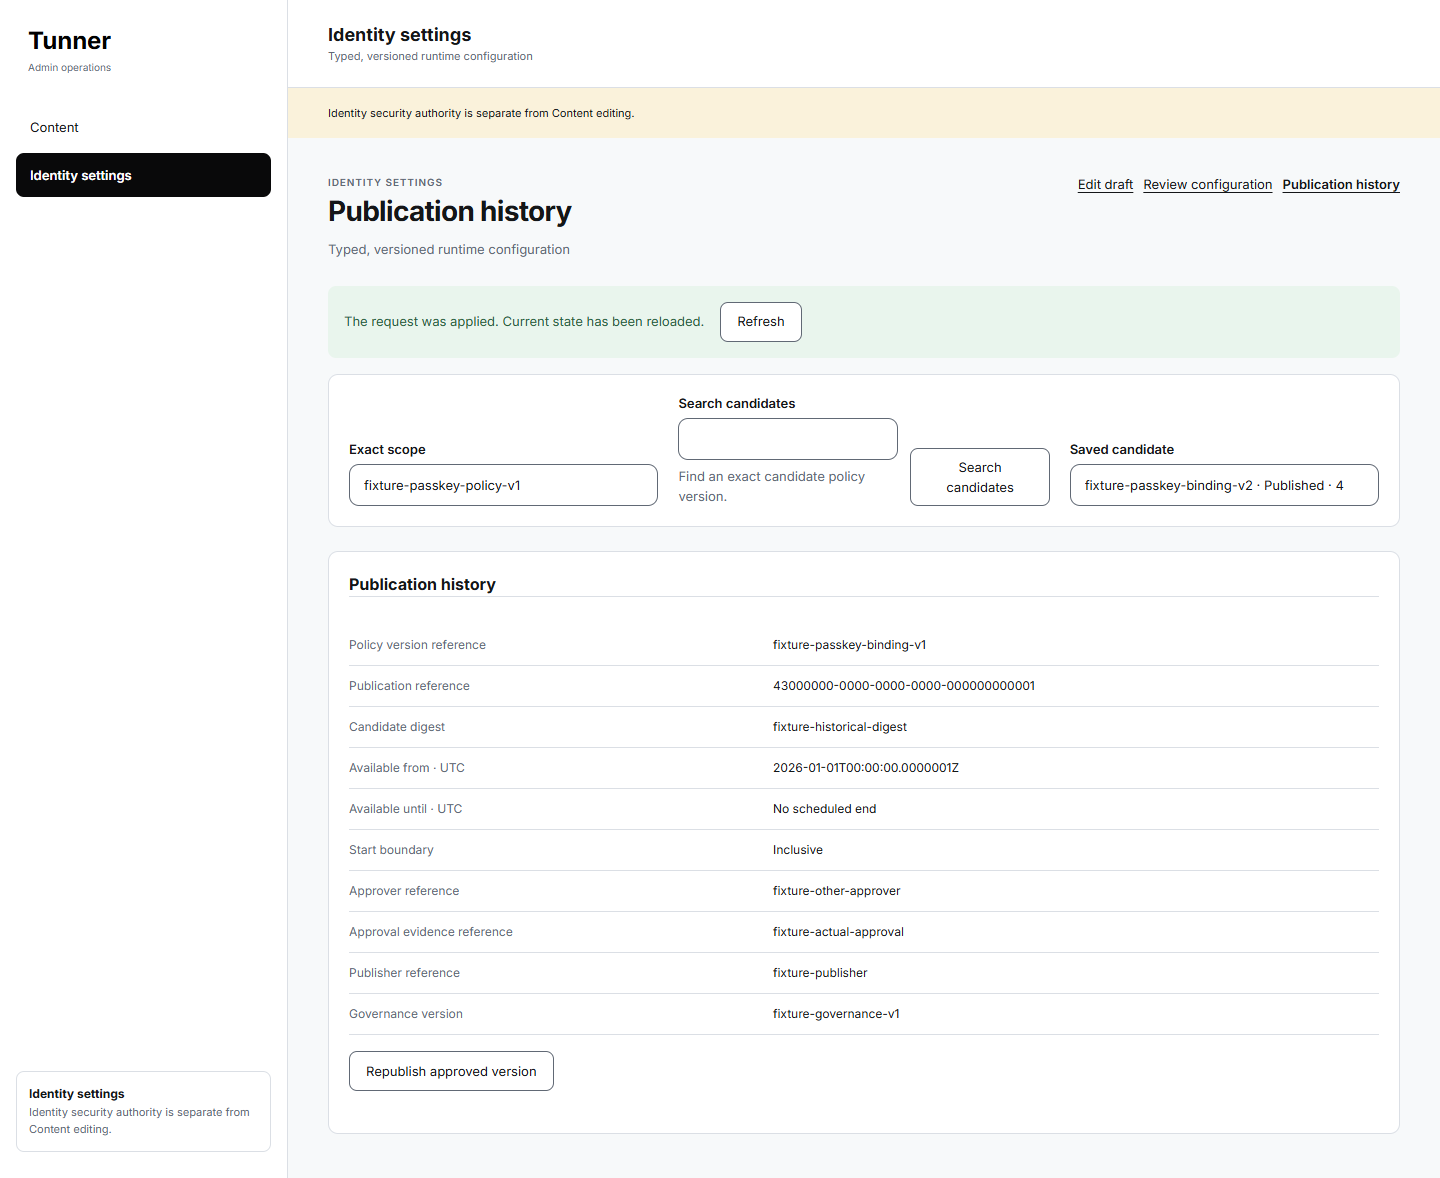 Tunner
Admin operations
Content
Identity settings
Identity settings
Identity security authority is separate from
Content editing.
Identity settings
Typed, versioned runtime configuration
Identity security authority is separate from Content editing.
IDENTITY SETTINGS
Publication history
Typed, versioned runtime configuration
Edit draft Review configuration Publication history
The request was applied. Current state has been reloaded. Refresh
Exact scope
fixture-passkey-policy-v1
Search candidates
Find an exact candidate policy
version.
Search
candidates
Saved candidate
fixture-passkey-binding-v2 · Published · 4
Publication history
Policy version reference fixture-passkey-binding-v1
Publication reference 43000000-0000-0000-0000-000000000001
Candidate digest fixture-historical-digest
Available from · UTC 2026-01-01T00:00:00.0000001Z
Available until · UTC No scheduled end
Start boundary Inclusive
Approver reference fixture-other-approver
Approval evidence reference fixture-actual-approval
Publisher reference fixture-publisher
Governance version fixture-governance-v1
Republish approved version